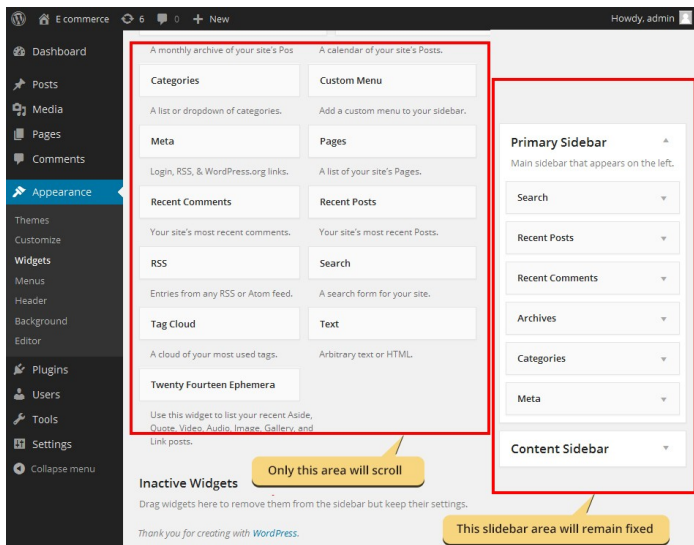 E commerce 6 0 + New Howdy, admin
Dashboard
Posts
Media
Pages
Comments
Appearance
Themes
Customize
Widgets
Menus
Header
Background
Editor
Plugins
Users
Tools
Settings
Collapse menu
A monthly archive of your site's Pos
A calendar of your site's Posts.
Categories
A list or dropdown of categories.
Custom Menu
Add a custom menu to your sidebar.
Meta
Login, RSS, & WordPress.org links.
Pages
A list of your site's Pages.
Recent Comments
Your site's most recent comments.
Recent Posts
Your site's most recent Posts.
RSS
Entries from any RSS or Atom feed.
Search
A search form for your site.
Tag Cloud
A cloud of your most used tags.
Text
Arbitrary text or HTML.
Twenty Fourteen Ephemera
Use this widget to list your recent Aside,
Quote, Video, Audio, Image, Gallery, and
Link posts.
Only this area will scroll
Inactive Widgets
Drag widgets here to remove them from the sidebar but keep their settings.
Thank you for creating with WordPress.
Primary Sidebar
Main sidebar that appears on the left.
Search
Recent Posts
Recent Comments
Archives
Categories
Meta
Content Sidebar
This slidebar area will remain fixed